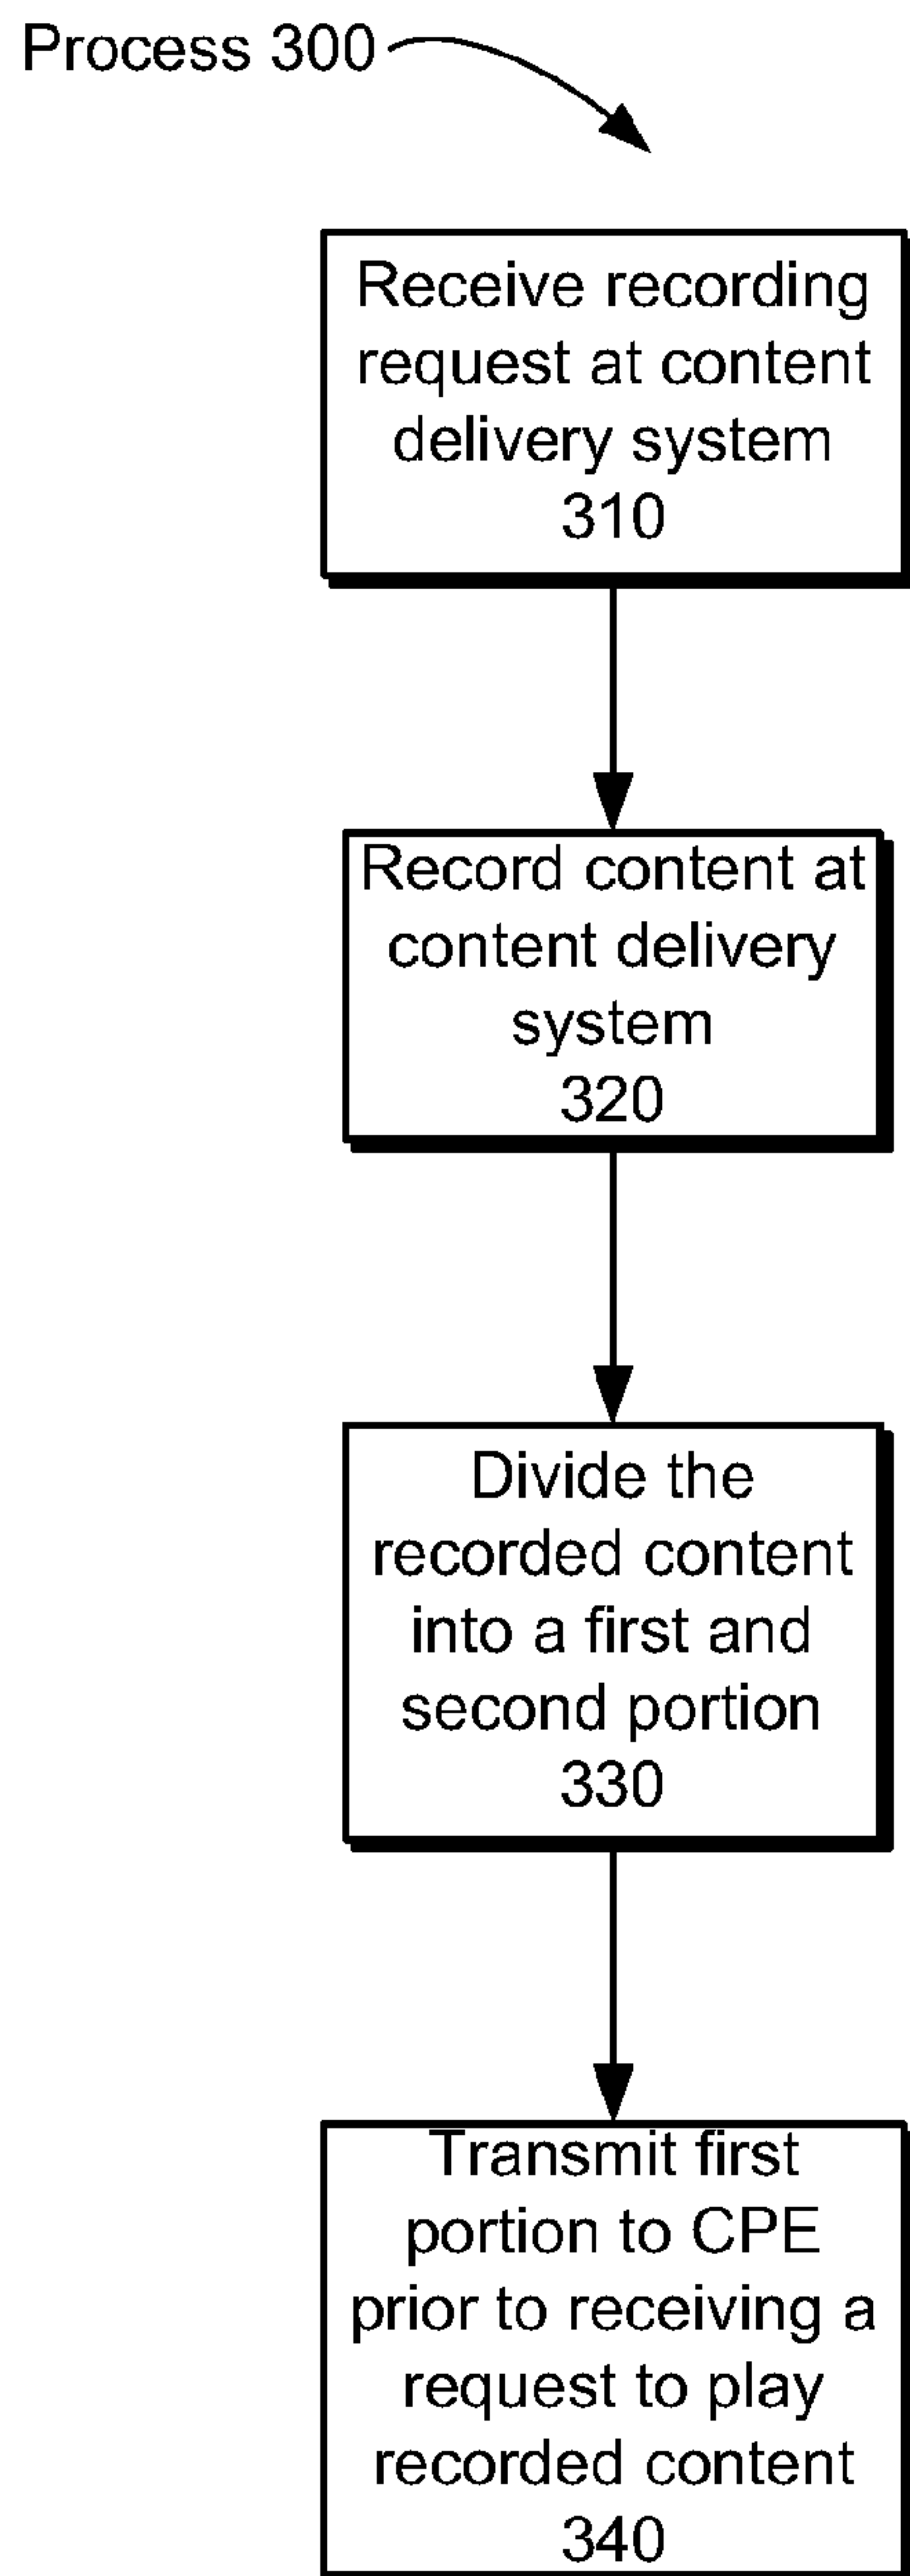 Process 300
Receive recording
request at content
delivery system
310
Record content at
content delivery
system
320
Divide the
recorded content
into a first and
second portion
330
Transmit first
portion to CPE
prior to receiving a
request to play
recorded content
340